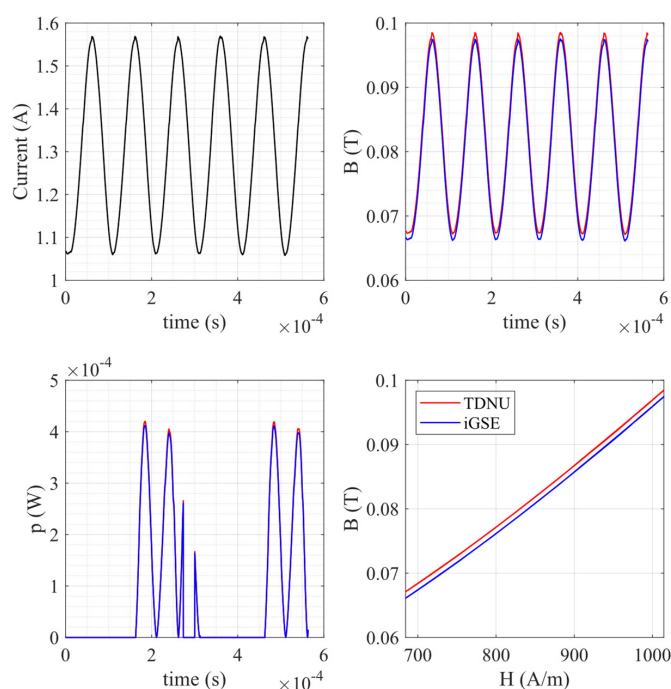 1.6
1.5
1.4
1.3
1.2
1.1
1
Current (A)
0 2 4 6
time (s) ×10⁻⁴
0.1
0.09
0.08
0.07
0.06
B (T)
0 2 4 6
time (s) ×10⁻⁴
×10⁻⁴
5
4
3
2
1
0
p (W)
0 2 4 6
time (s) ×10⁻⁴
0.1
0.09
0.08
0.07
0.06
B (T)
TDNU
iGSE
700 800 900 1000
H (A/m)